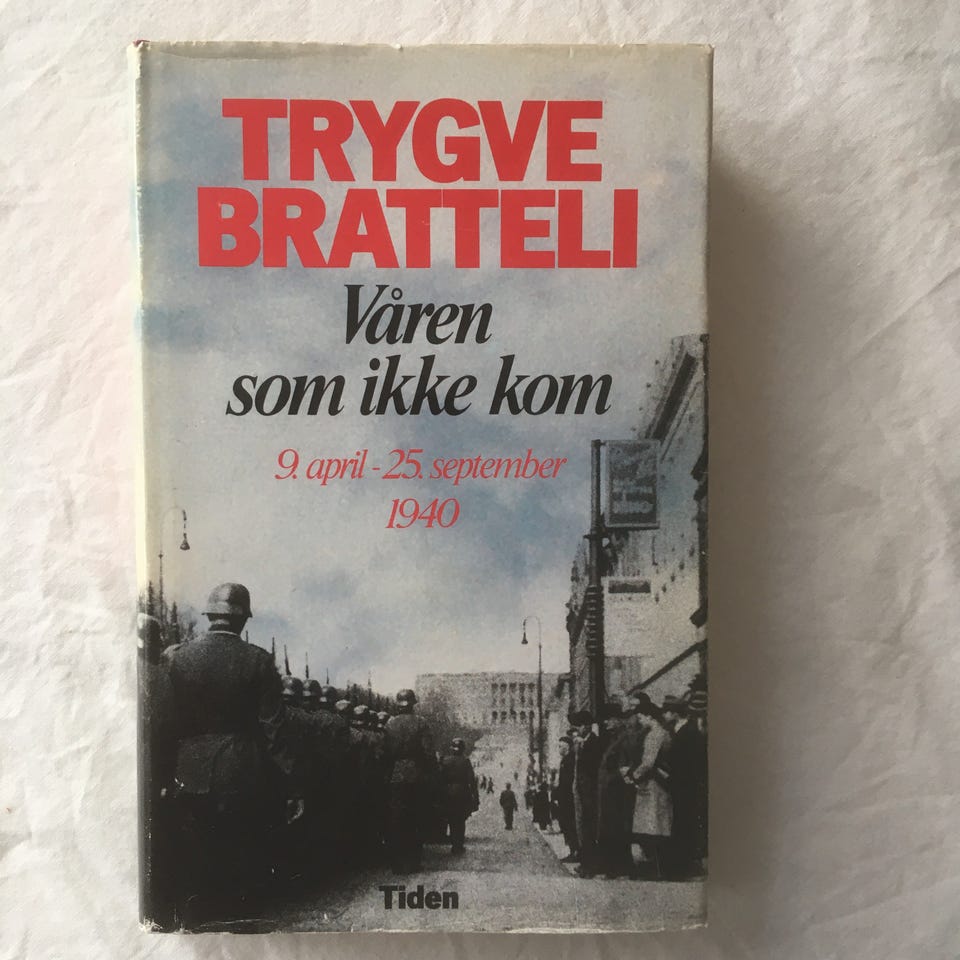 TRYGVE
BRATTELI
Våren
som ikke kom
9. april - 25. september
1940
Tiden